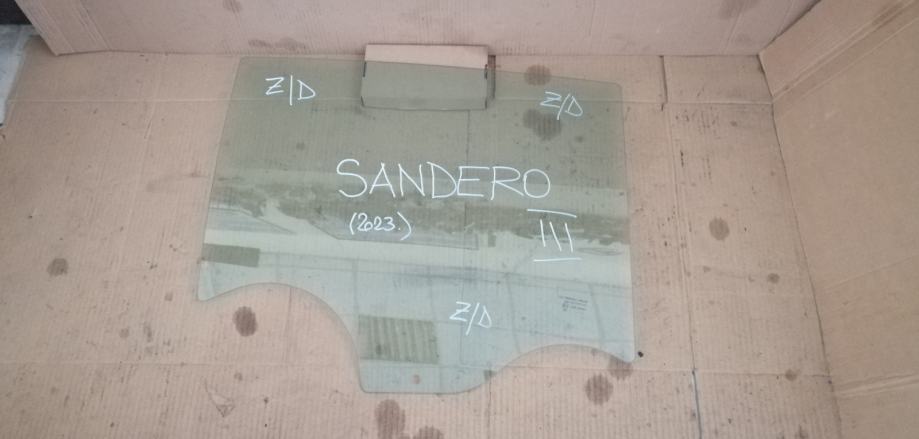 Z/D
Z/D
SANDERO
(2023.)
III
Z/D